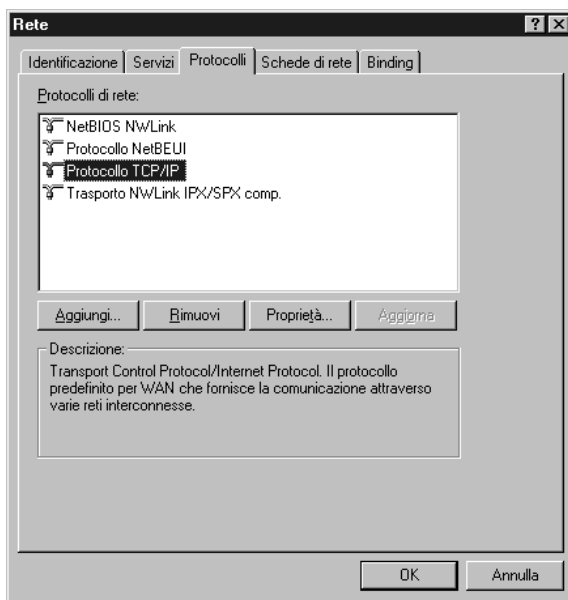 Rete
Identificazione Servizi Protocolli Schede di rete Binding
Protocolli di rete:
NetBIOS NWLink
Protocollo NetBEUI
Protocollo TCP/IP
Trasporto NWLink IPX/SPX comp.
Aggiungi... Rimuovi Proprietà... Aggiorna
Descrizione:
Transport Control Protocol/Internet Protocol. Il protocollo
predefinito per WAN che fornisce la comunicazione attraverso
varie reti interconnesse.
OK Annulla